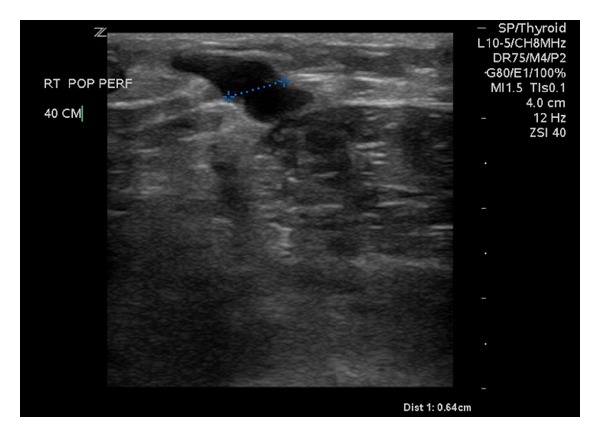 SP/Thyroid
L10-5/CH8MHz
DR75/M4/P2
G80/E1/100%
MI1.5 TIs0.1
4.0 cm
12 Hz
ZSI 40
RT POP PERF
40 CM
Dist 1: 0.64cm